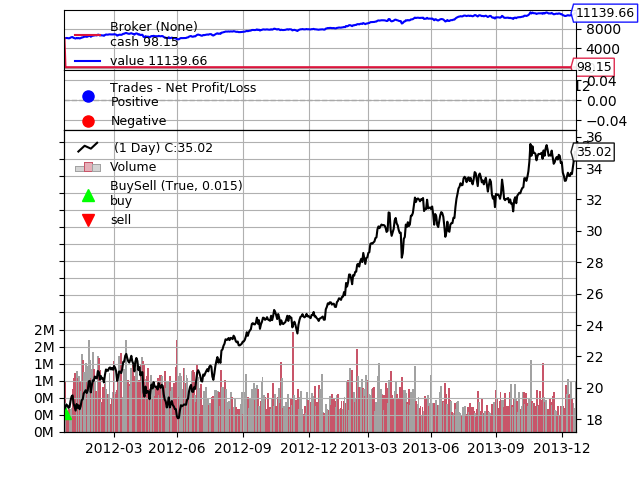 Broker (None)
cash 98.15
value 11139.66
11139.66
8000
4000
98.15
12
Trades - Net Profit/Loss
Positive
Negative
0.04
0.00
−0.04
(1 Day) C:35.02
Volume
BuySell (True, 0.015)
buy
sell
36
35.02
34
32
30
28
26
24
22
20
18
2M
2M
1M
1M
0M
0M
0M
2012-03 2012-06 2012-09 2012-12 2013-03 2013-06 2013-09 2013-12